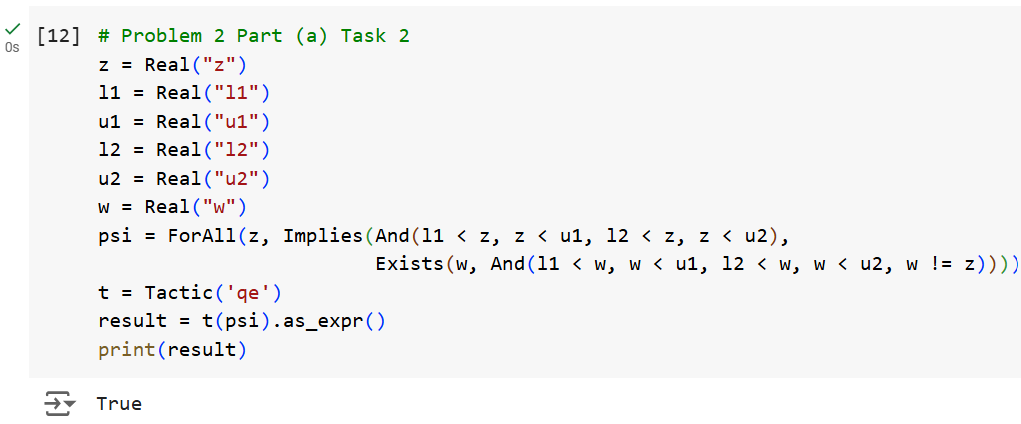 [12] # Problem 2 Part (a) Task 2
0s
z = Real("z")
l1 = Real("l1")
u1 = Real("u1")
l2 = Real("l2")
u2 = Real("u2")
w = Real("w")
psi = ForAll(z, Implies(And(l1 < z, z < u1, l2 < z, z < u2),
Exists(w, And(l1 < w, w < u1, l2 < w, w < u2, w != z))))
t = Tactic('qe')
result = t(psi).as_expr()
print(result)
True